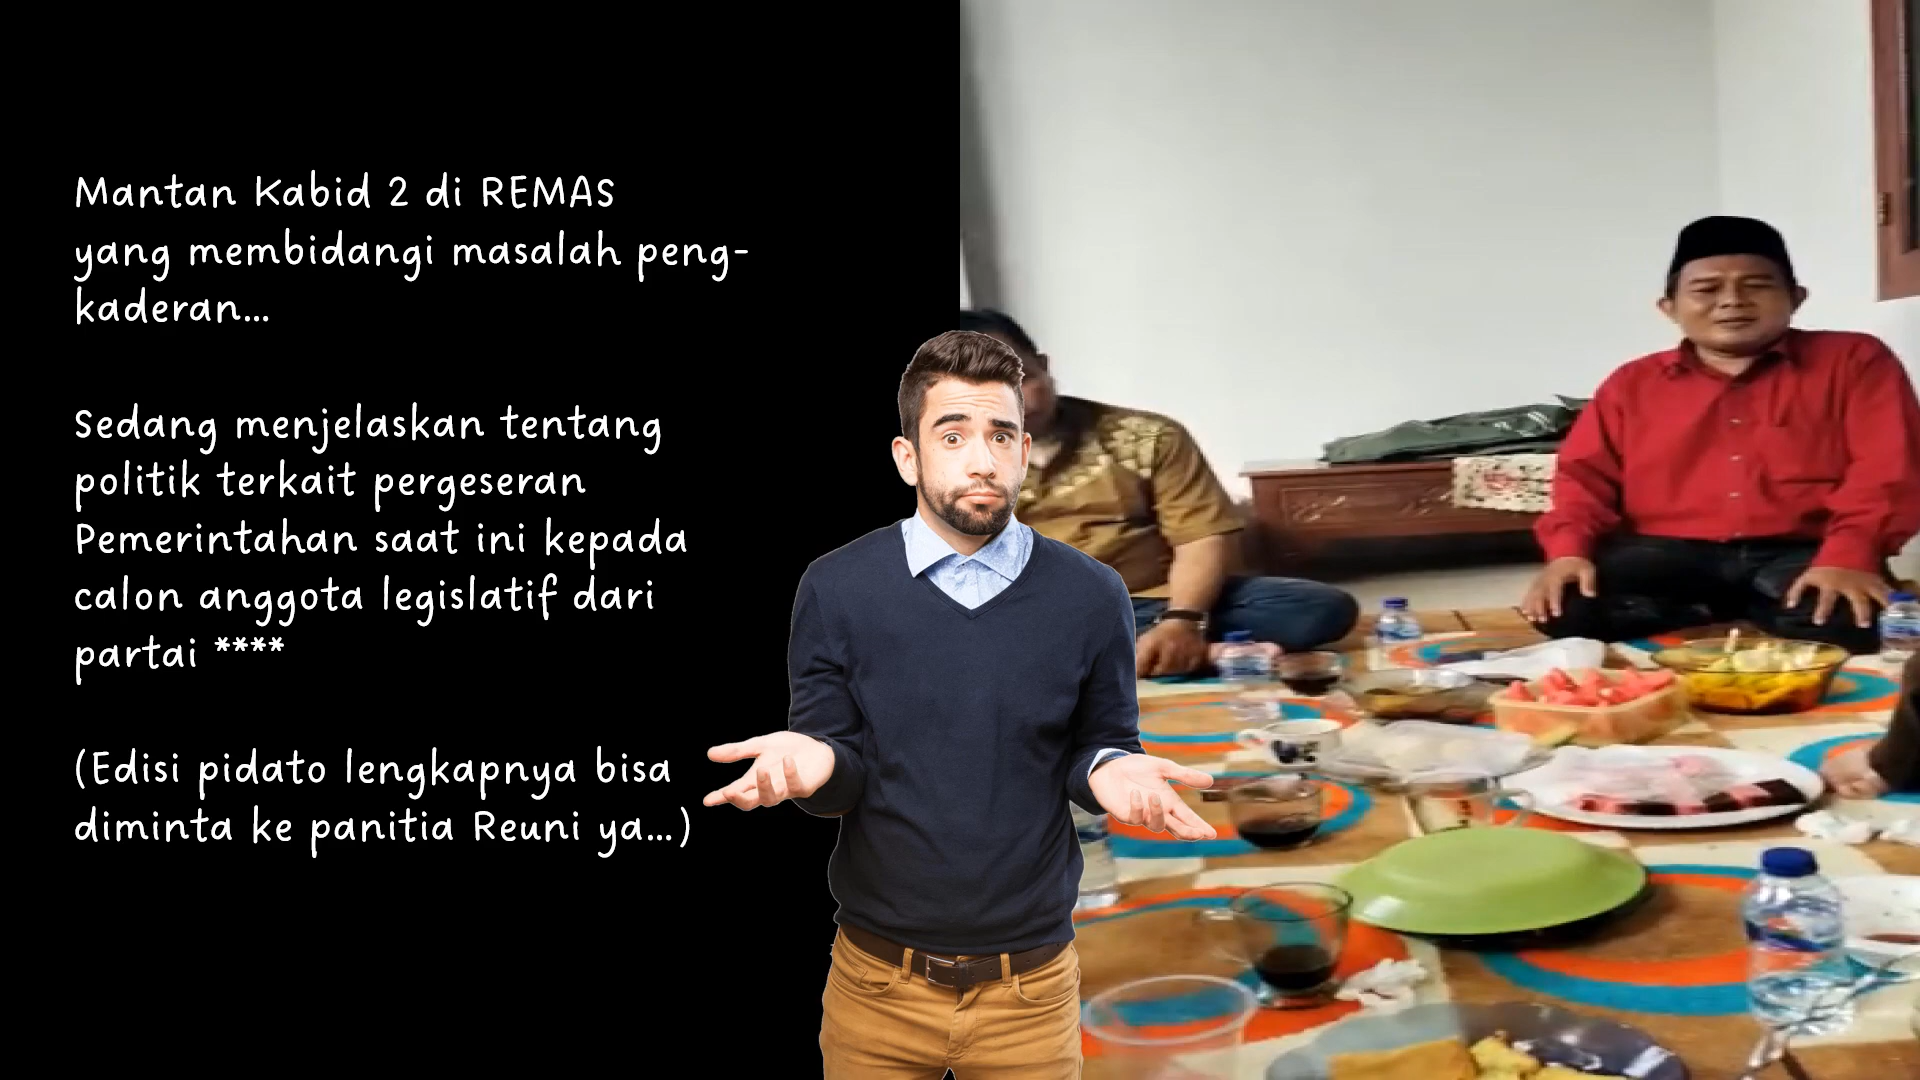 Mantan Kabid 2 di REMAS
yang membidangi masalah peng-
kaderan...
Sedang menjelaskan tentang
politik terkait pergeseran
Pemerintahan saat ini kepada
calon anggota legislatif dari
partai ****
(Edisi pidato lengkapnya bisa
diminta ke panitia Reuni ya...)